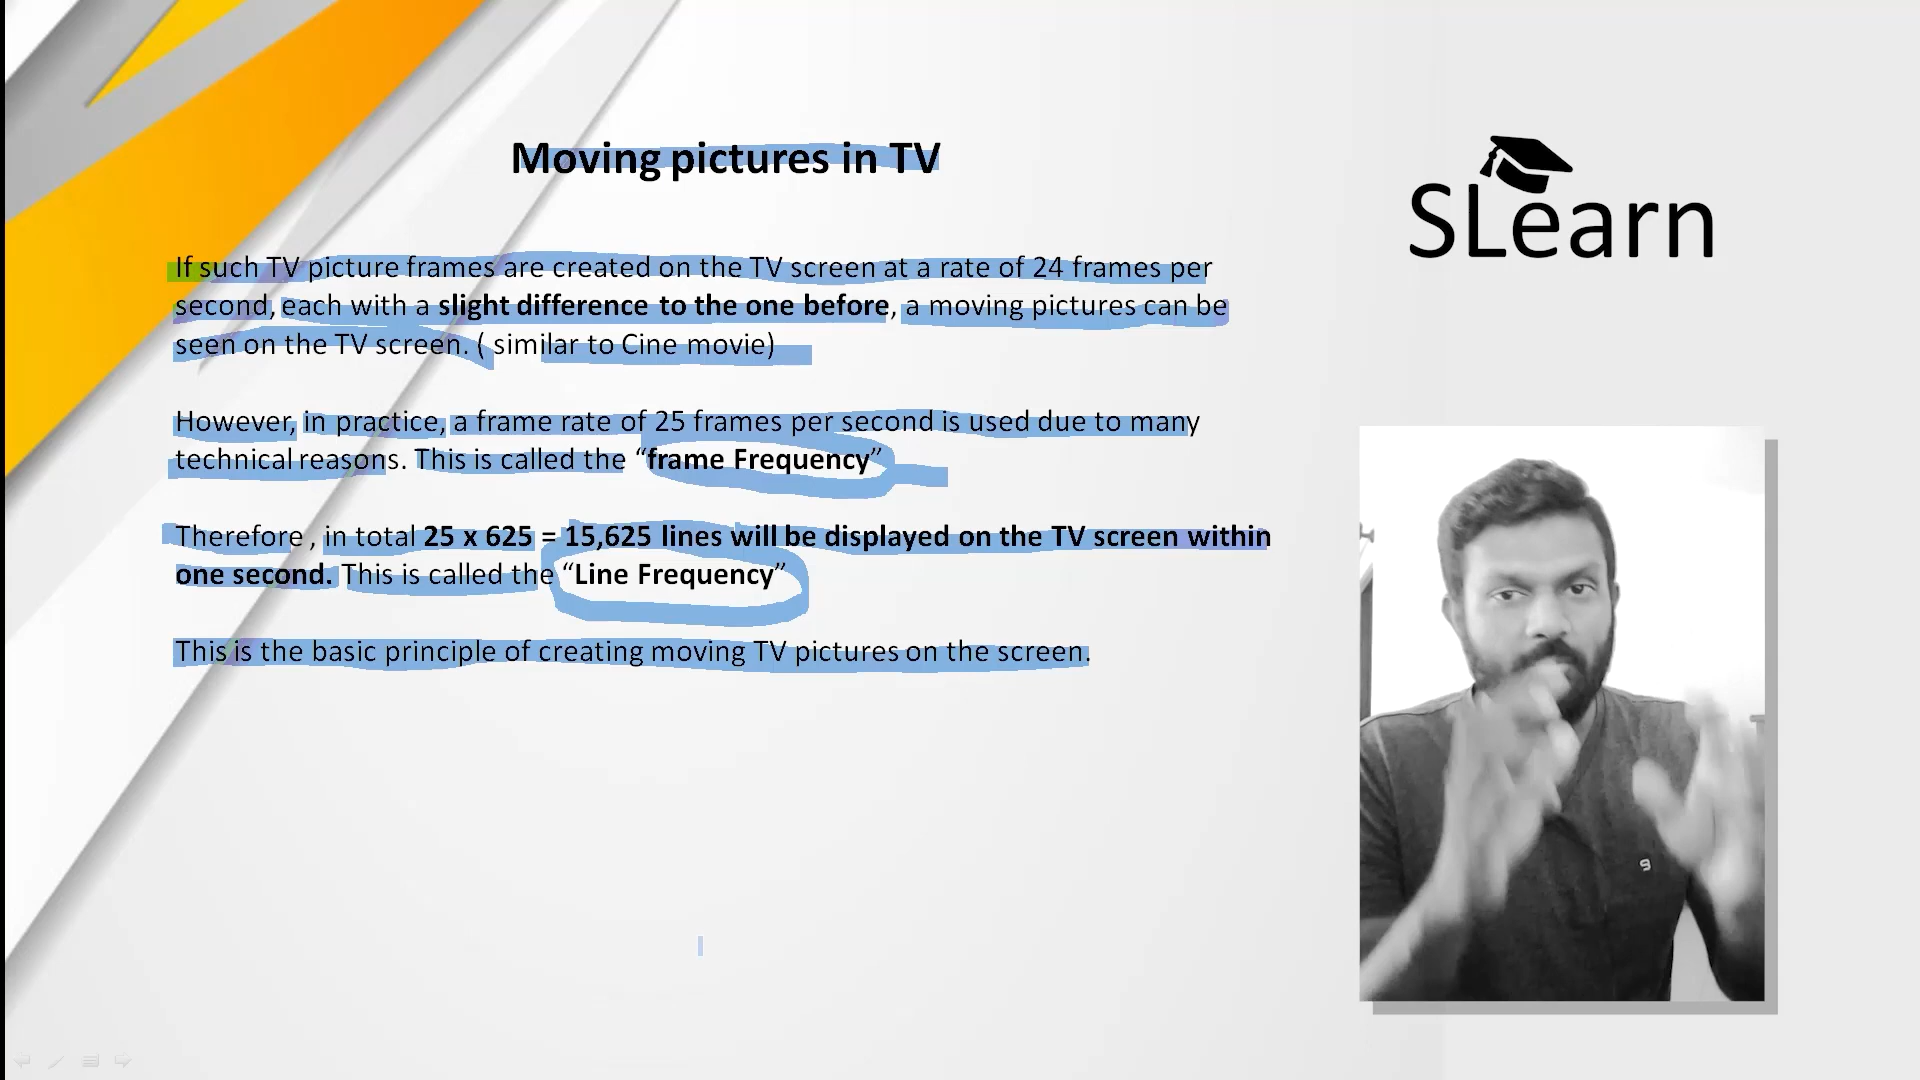 Moving pictures in TV
SLearn
If such TV picture frames are created on the TV screen at a rate of 24 frames per
second, each with a slight difference to the one before, a moving pictures can be
seen on the TV screen. ( similar to Cine movie)
However, in practice, a frame rate of 25 frames per second is used due to many
technical reasons. This is called the “frame Frequency”
Therefore , in total 25 x 625 = 15,625 lines will be displayed on the TV screen within
one second. This is called the “Line Frequency”
This is the basic principle of creating moving TV pictures on the screen.